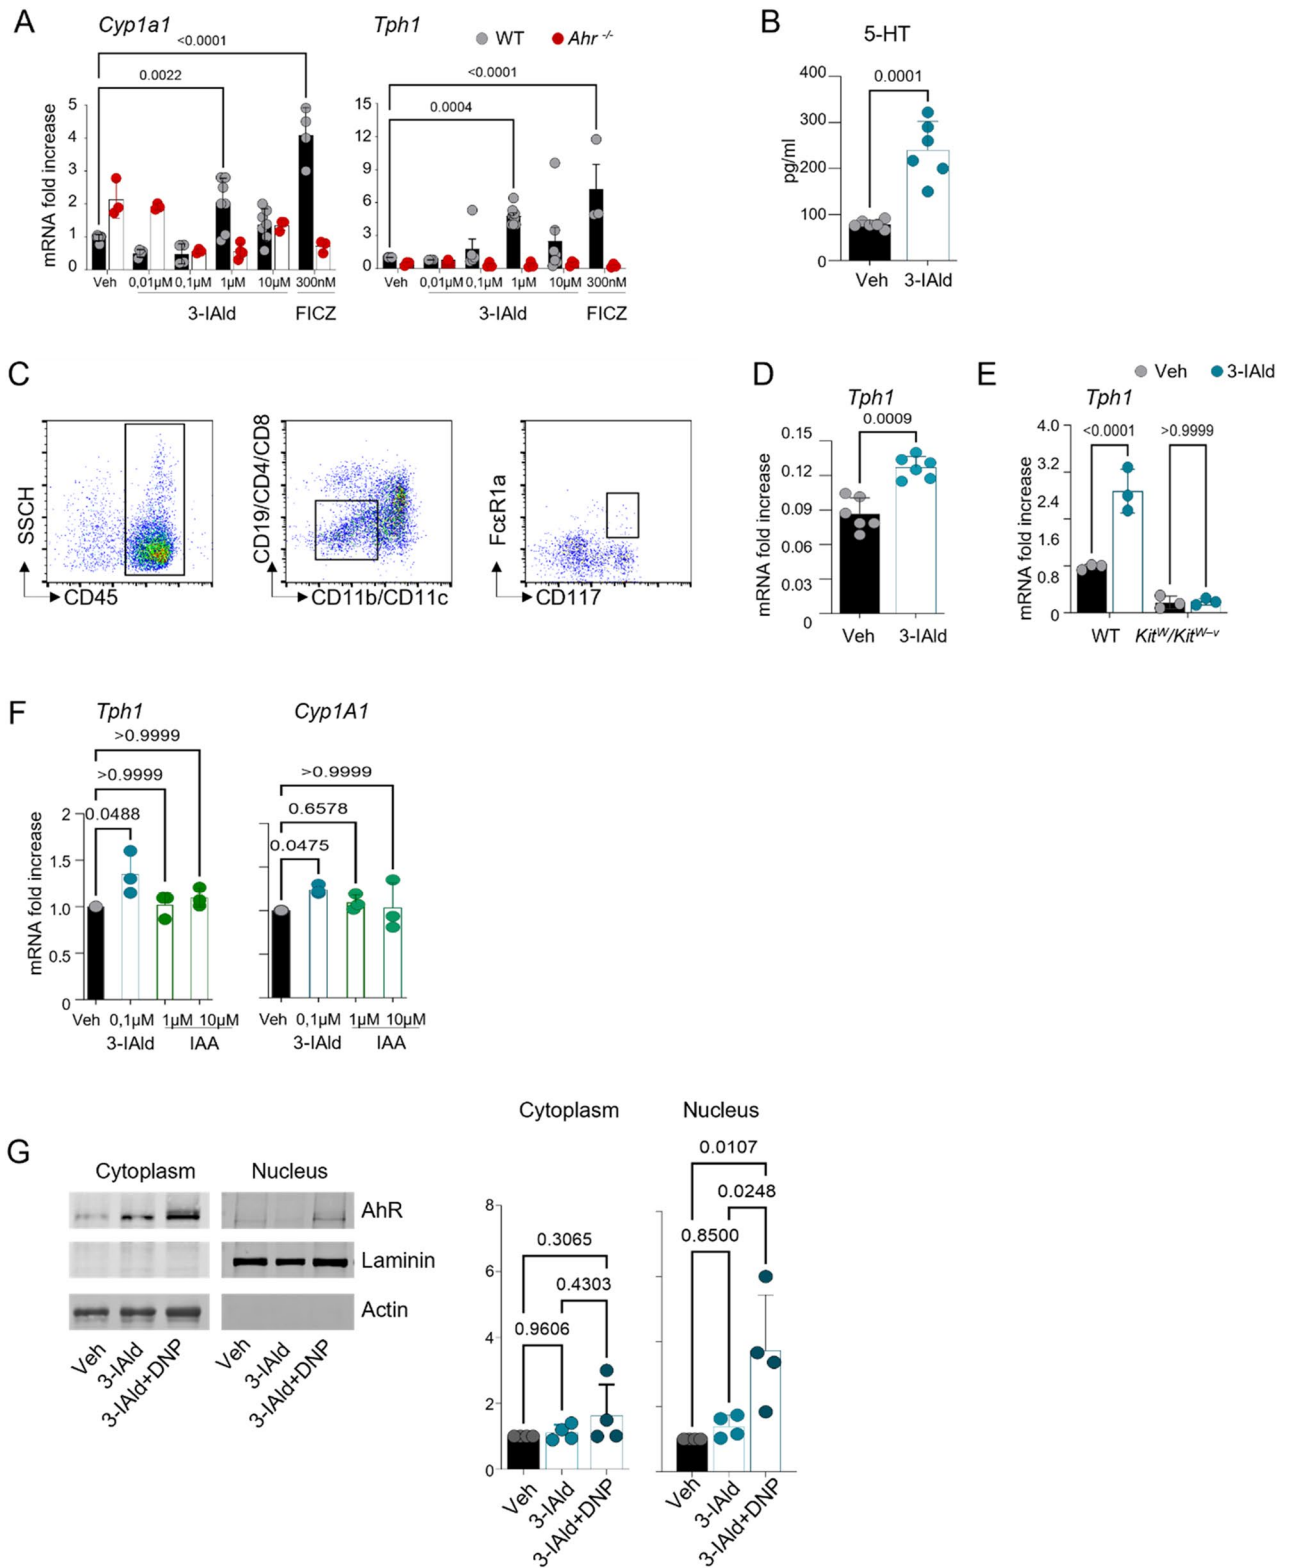 A
Cyp1a1
Tph1
WT
Ahr -/-
<0.0001
0.0022
mRNA fold increase
5
4
3
2
1
0
Veh
0,01µM
0,1µM
1µM
10µM
300nM
3-IAld
FICZ
<0.0001
0.0004
15
12
9
6
3
0
Veh
0,01µM
0,1µM
1µM
10µM
300nM
3-IAld
FICZ
B
5-HT
0.0001
pg/ml
400
300
200
100
0
Veh
3-IAld
C
SSCH
CD45
CD19/CD4/CD8
CD11b/CD11c
FcεR1a
CD117
D
Tph1
0.0009
mRNA fold increase
0.15
0.12
0.09
0.06
0.03
0
Veh
3-IAld
E
Veh
3-IAld
Tph1
<0.0001
>0.9999
mRNA fold increase
4.0
3.2
2.4
1.6
0.8
0
WT
KitW/KitW–v
F
Tph1
>0.9999
>0.9999
0.0488
mRNA fold increase
2
1.5
1.0
0.5
0
Veh
0,1µM
1µM
10µM
3-IAld
IAA
Cyp1A1
>0.9999
0.6578
0.0475
Veh
0,1µM
1µM
10µM
3-IAld
IAA
G
Cytoplasm
Nucleus
AhR
Laminin
Actin
Veh
3-IAld
3-IAld+DNP
Veh
3-IAld
3-IAld+DNP
Cytoplasm
8
6
4
2
0
0.3065
0.4303
0.9606
Veh
3-IAld
3-IAld+DNP
Nucleus
0.0107
0.0248
0.8500
Veh
3-IAld
3-IAld+DNP